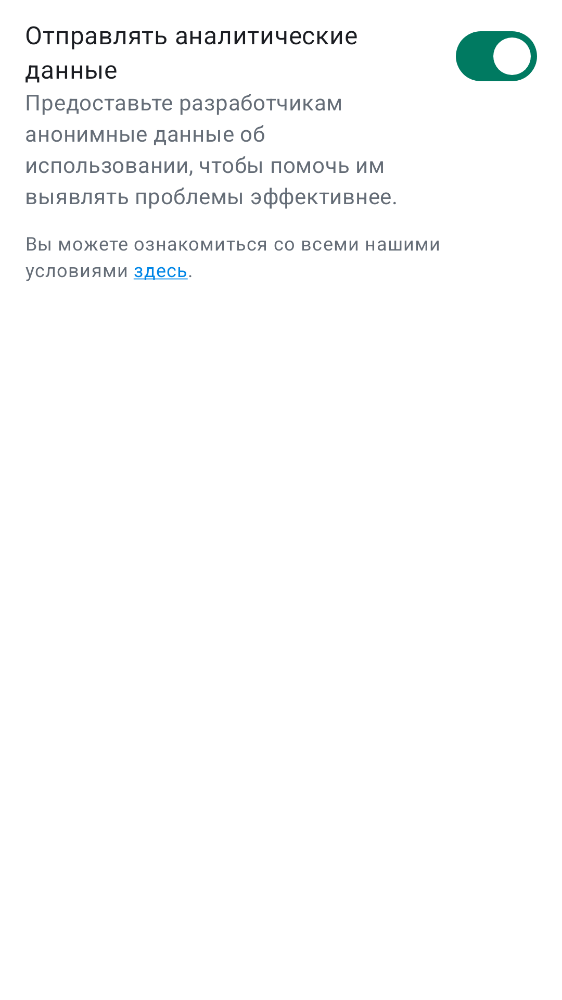 Отправлять аналитические
данные
Предоставьте разработчикам
анонимные данные об
использовании, чтобы помочь им
выявлять проблемы эффективнее.
Вы можете ознакомиться со всеми нашими
условиями здесь.